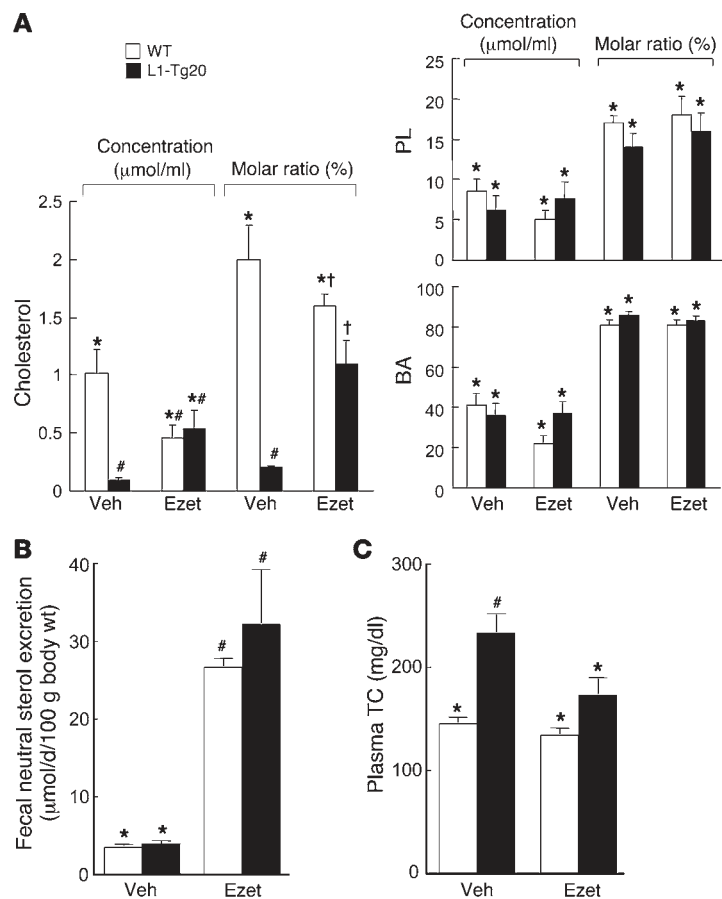 A
WT
L1-Tg20
Concentration
(μmol/ml)
Molar ratio (%)
Cholesterol
2.5
2
1.5
1
0.5
0
*
#
*#
*#
*
#
*†
†
Veh
Ezet
Veh
Ezet
Concentration
(μmol/ml)
Molar ratio (%)
PL
25
20
15
10
5
0
*
*
*
*
*
*
*
*
BA
100
80
60
40
20
0
*
*
*
*
*
*
*
*
Veh
Ezet
Veh
Ezet
B
Fecal neutral sterol excretion
(μmol/d/100 g body wt)
40
30
20
10
0
*
*
#
#
Veh
Ezet
C
Plasma TC (mg/dl)
300
200
100
0
*
#
*
*
Veh
Ezet